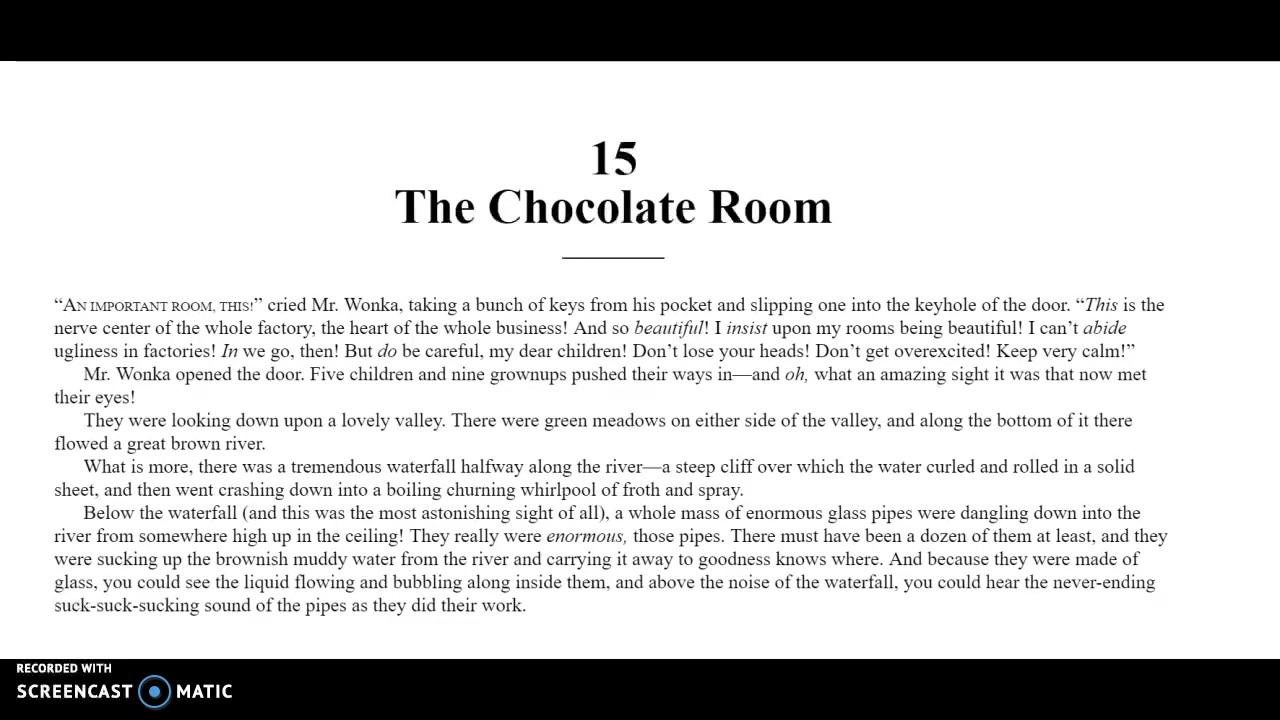 15
The Chocolate Room
“AN IMPORTANT ROOM, THIS!” cried Mr. Wonka, taking a bunch of keys from his pocket and slipping one into the keyhole of the door. “This is the
nerve center of the whole factory, the heart of the whole business! And so beautiful! I insist upon my rooms being beautiful! I can’t abide
ugliness in factories! In we go, then! But do be careful, my dear children! Don’t lose your heads! Don’t get overexcited! Keep very calm!”
Mr. Wonka opened the door. Five children and nine grownups pushed their ways in—and oh, what an amazing sight it was that now met
their eyes!
They were looking down upon a lovely valley. There were green meadows on either side of the valley, and along the bottom of it there
flowed a great brown river.
What is more, there was a tremendous waterfall halfway along the river—a steep cliff over which the water curled and rolled in a solid
sheet, and then went crashing down into a boiling churning whirlpool of froth and spray.
Below the waterfall (and this was the most astonishing sight of all), a whole mass of enormous glass pipes were dangling down into the
river from somewhere high up in the ceiling! They really were enormous, those pipes. There must have been a dozen of them at least, and they
were sucking up the brownish muddy water from the river and carrying it away to goodness knows where. And because they were made of
glass, you could see the liquid flowing and bubbling along inside them, and above the noise of the waterfall, you could hear the never-ending
suck-suck-sucking sound of the pipes as they did their work.
RECORDED WITH
SCREENCAST MATIC